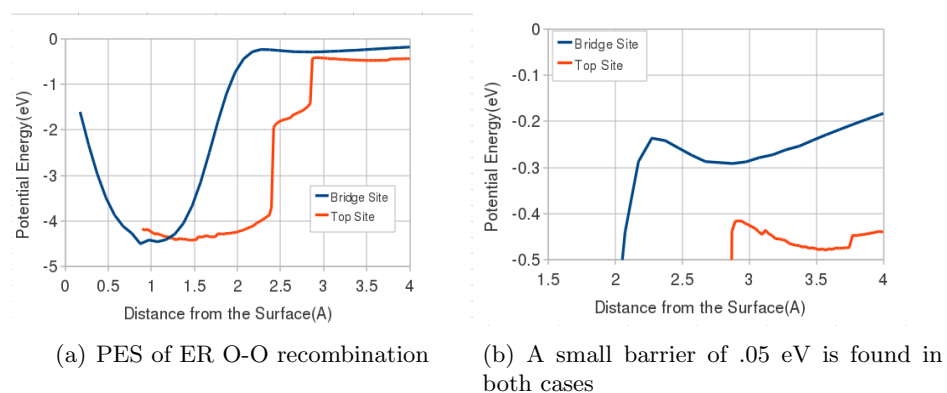 0
-1
-2
-3
-4
-5
Potential Energy(eV)
0
0.5
1
1.5
2
2.5
3
3.5
4
Distance from the Surface(A)
Bridge Site
Top Site
(a) PES of ER O-O recombination
0
-0.1
-0.2
-0.3
-0.4
-0.5
Potential Energy(eV)
1.5
2
2.5
3
3.5
4
Distance from the Surface(A)
Bridge Site
Top Site
(b) A small barrier of .05 eV is found in
both cases